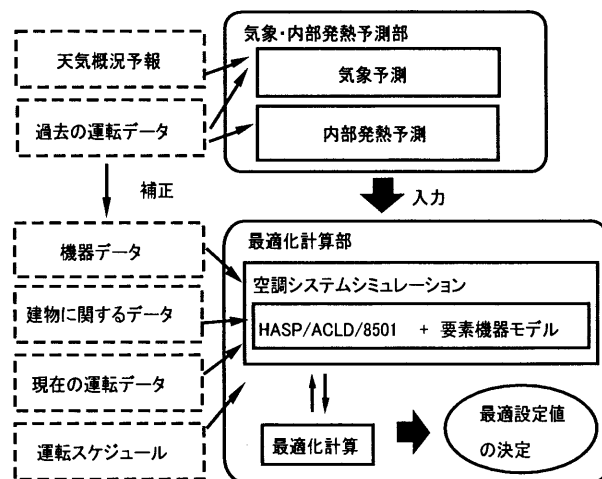 天気概況予報
過去の運転データ
補正
機器データ
建物に関するデータ
現在の運転データ
運転スケジュール
気象・内部発熱予測部
気象予測
内部発熱予測
入力
最適化計算部
空調システムシミュレーション
HASP/ACLD/8501 + 要素機器モデル
最適化計算
最適設定値
の決定